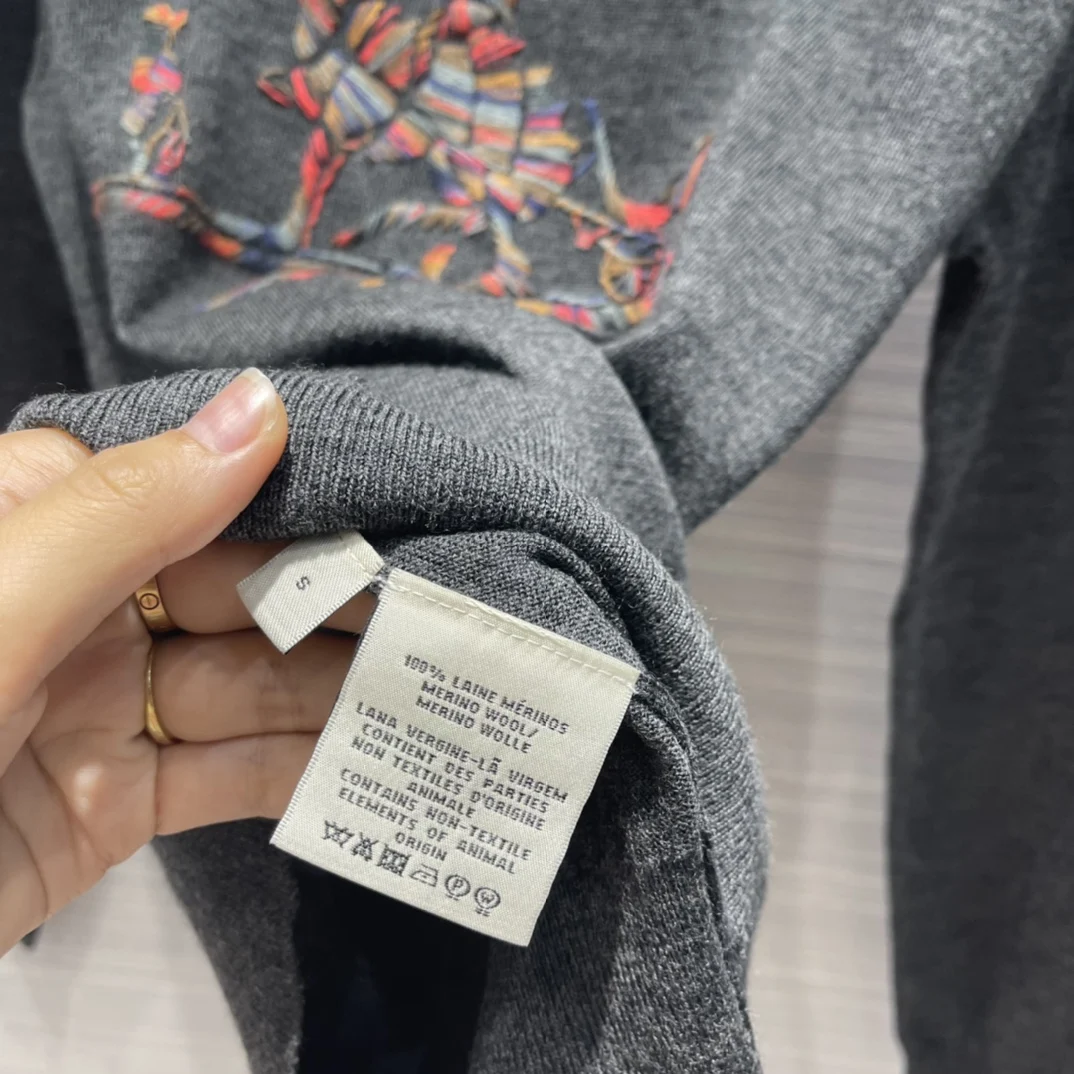 S
100% LAINE MÉRINOS
MERINO WOOL/
MERINO WOLLE
LANA VERGINE-LÃ VIRGEM
CONTIENT DES PARTIES
NON TEXTILES D'ORIGINE
ANIMALE
CONTAINS NON-TEXTILE
ELEMENTS OF ANIMAL
ORIGIN
P W